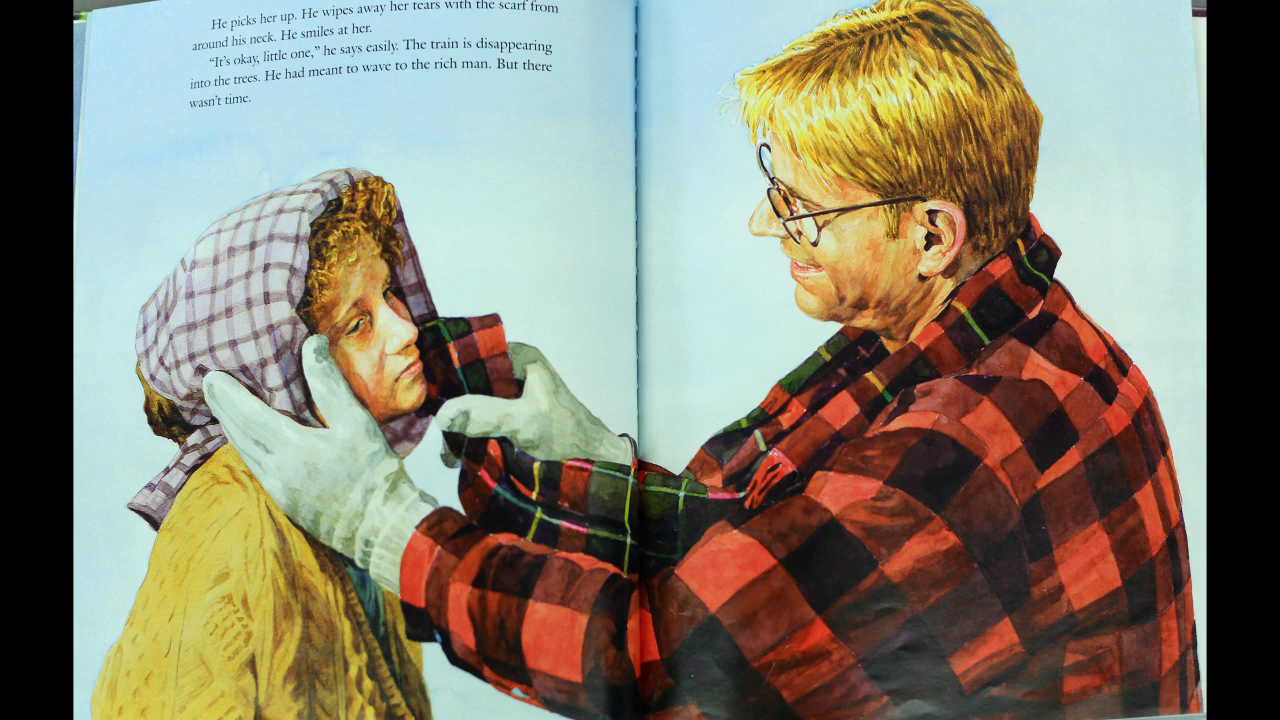 He picks her up. He wipes away her tears with the scarf from
around his neck. He smiles at her.
“It’s okay, little one,” he says easily. The train is disappearing
into the trees. He had meant to wave to the rich man. But there
wasn’t time.